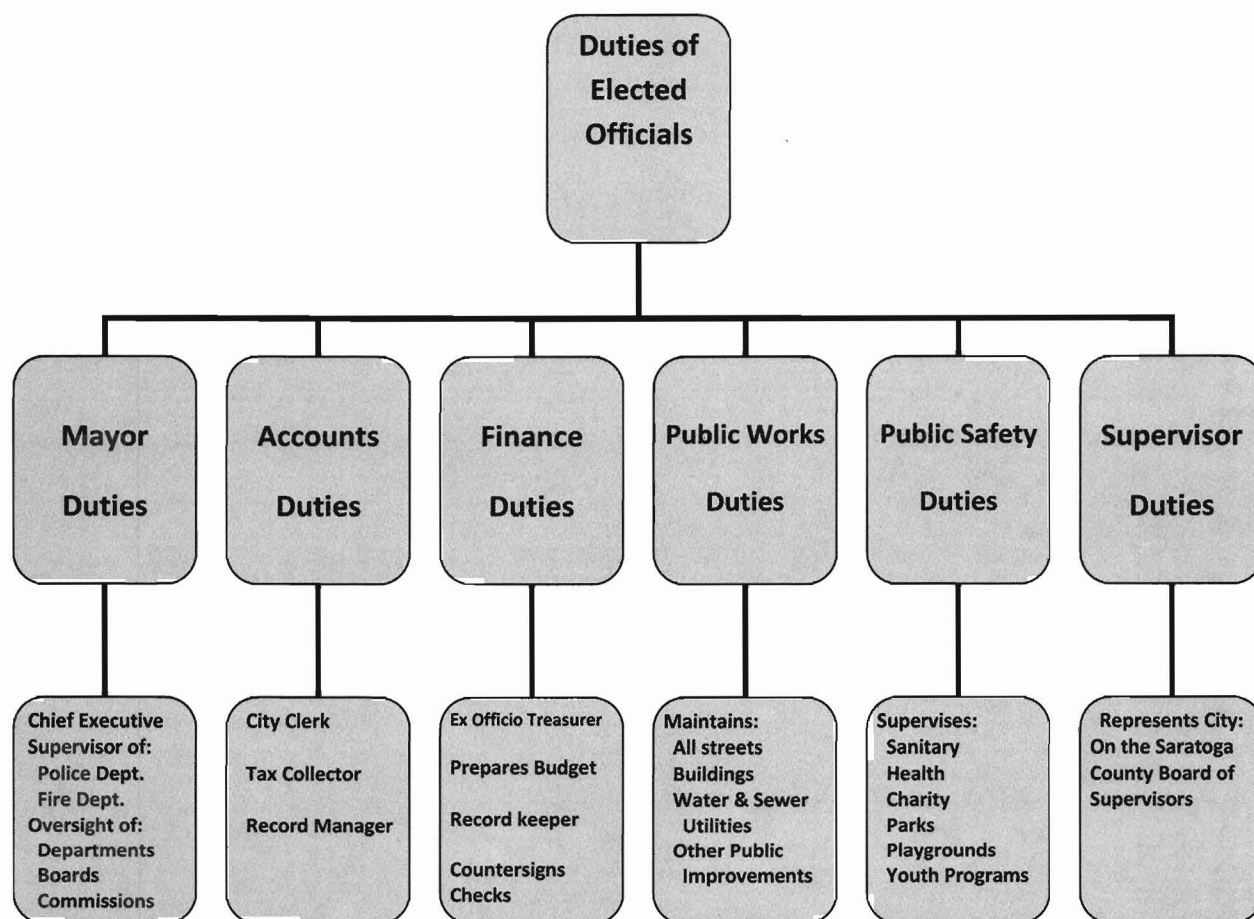 Duties of
Elected
Officials
Mayor
Duties
Accounts
Duties
Finance
Duties
Public Works
Duties
Public Safety
Duties
Supervisor
Duties
Chief Executive
Supervisor of:
Police Dept.
Fire Dept.
Oversight of:
Departments
Boards
Commissions
City Clerk
Tax Collector
Record Manager
Ex Officio Treasurer
Prepares Budget
Record keeper
Countersigns
Checks
Maintains:
All streets
Buildings
Water & Sewer
Utilities
Other Public
Improvements
Supervises:
Sanitary
Health
Charity
Parks
Playgrounds
Youth Programs
Represents City:
On the Saratoga
County Board of
Supervisors